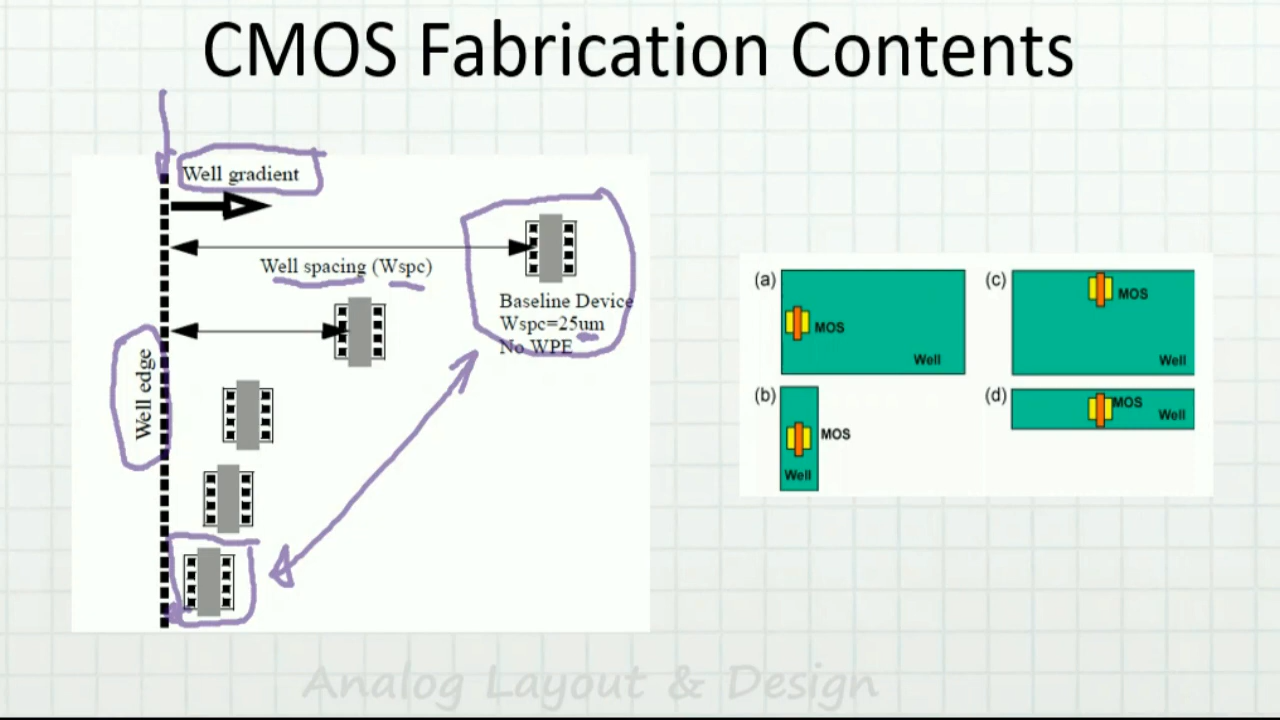 CMOS Fabrication Contents
Well gradient
Well spacing (Wspc)
Baseline Device
Wspc=25um
No WPE
Well edge
(a)
MOS
Well
(c)
MOS
Well
(b)
MOS
Well
(d)
MOS
Well
Analog Layout & Design